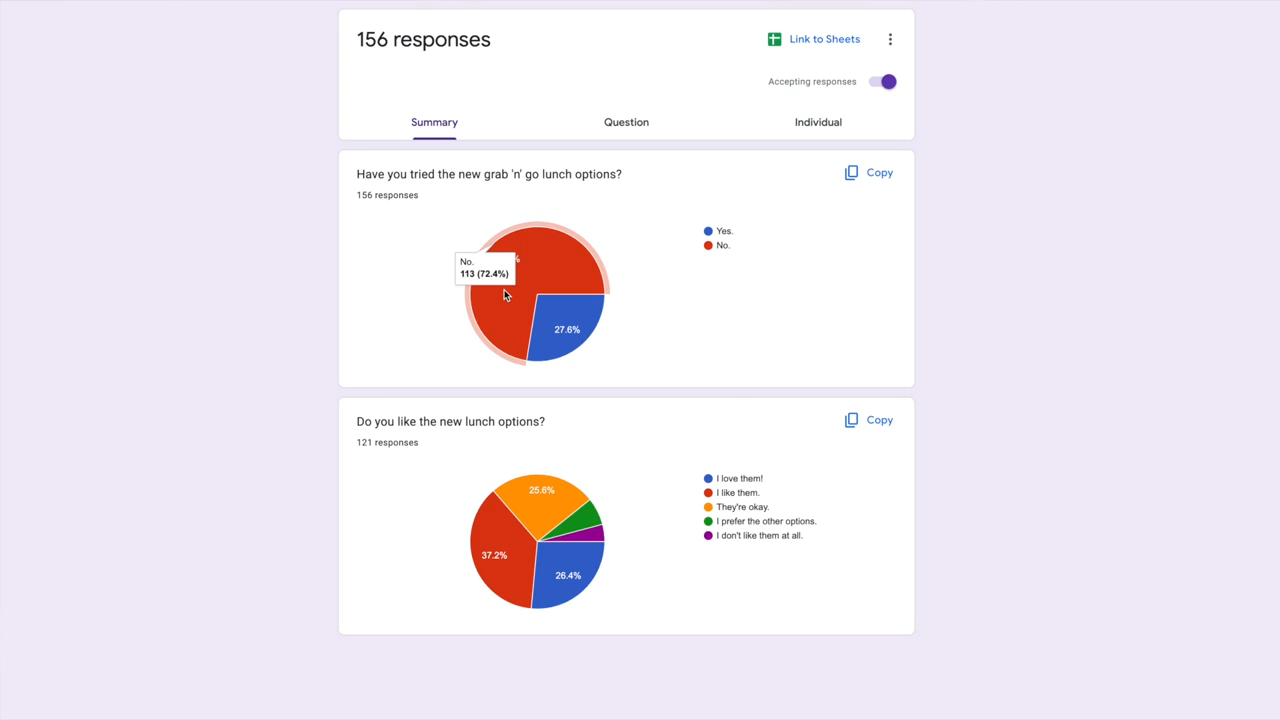 156 responses
Link to Sheets
Accepting responses
Summary
Question
Individual
Have you tried the new grab 'n' go lunch options?
Copy
156 responses
Yes.
No.
No.
113 (72.4%)
%
27.6%
Do you like the new lunch options?
Copy
121 responses
I love them!
I like them.
They're okay.
I prefer the other options.
I don't like them at all.
25.6%
37.2%
26.4%